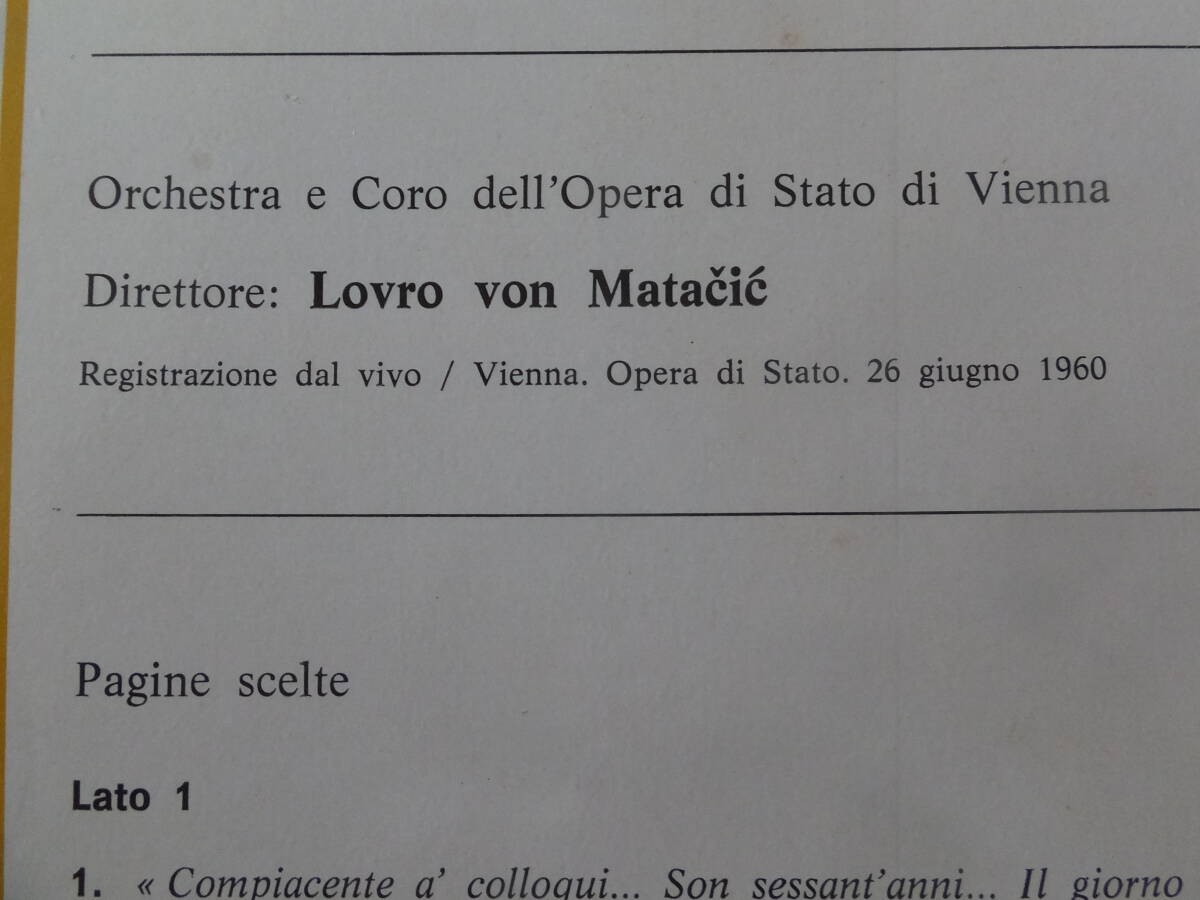 Orchestra e Coro dell'Opera di Stato di Vienna
Direttore: Lovro von Matačić
Registrazione dal vivo / Vienna. Opera di Stato. 26 giugno 1960
Pagine scelte
Lato 1
1. « Compiacente a' colloqui... Son sessant'anni... Il giorno